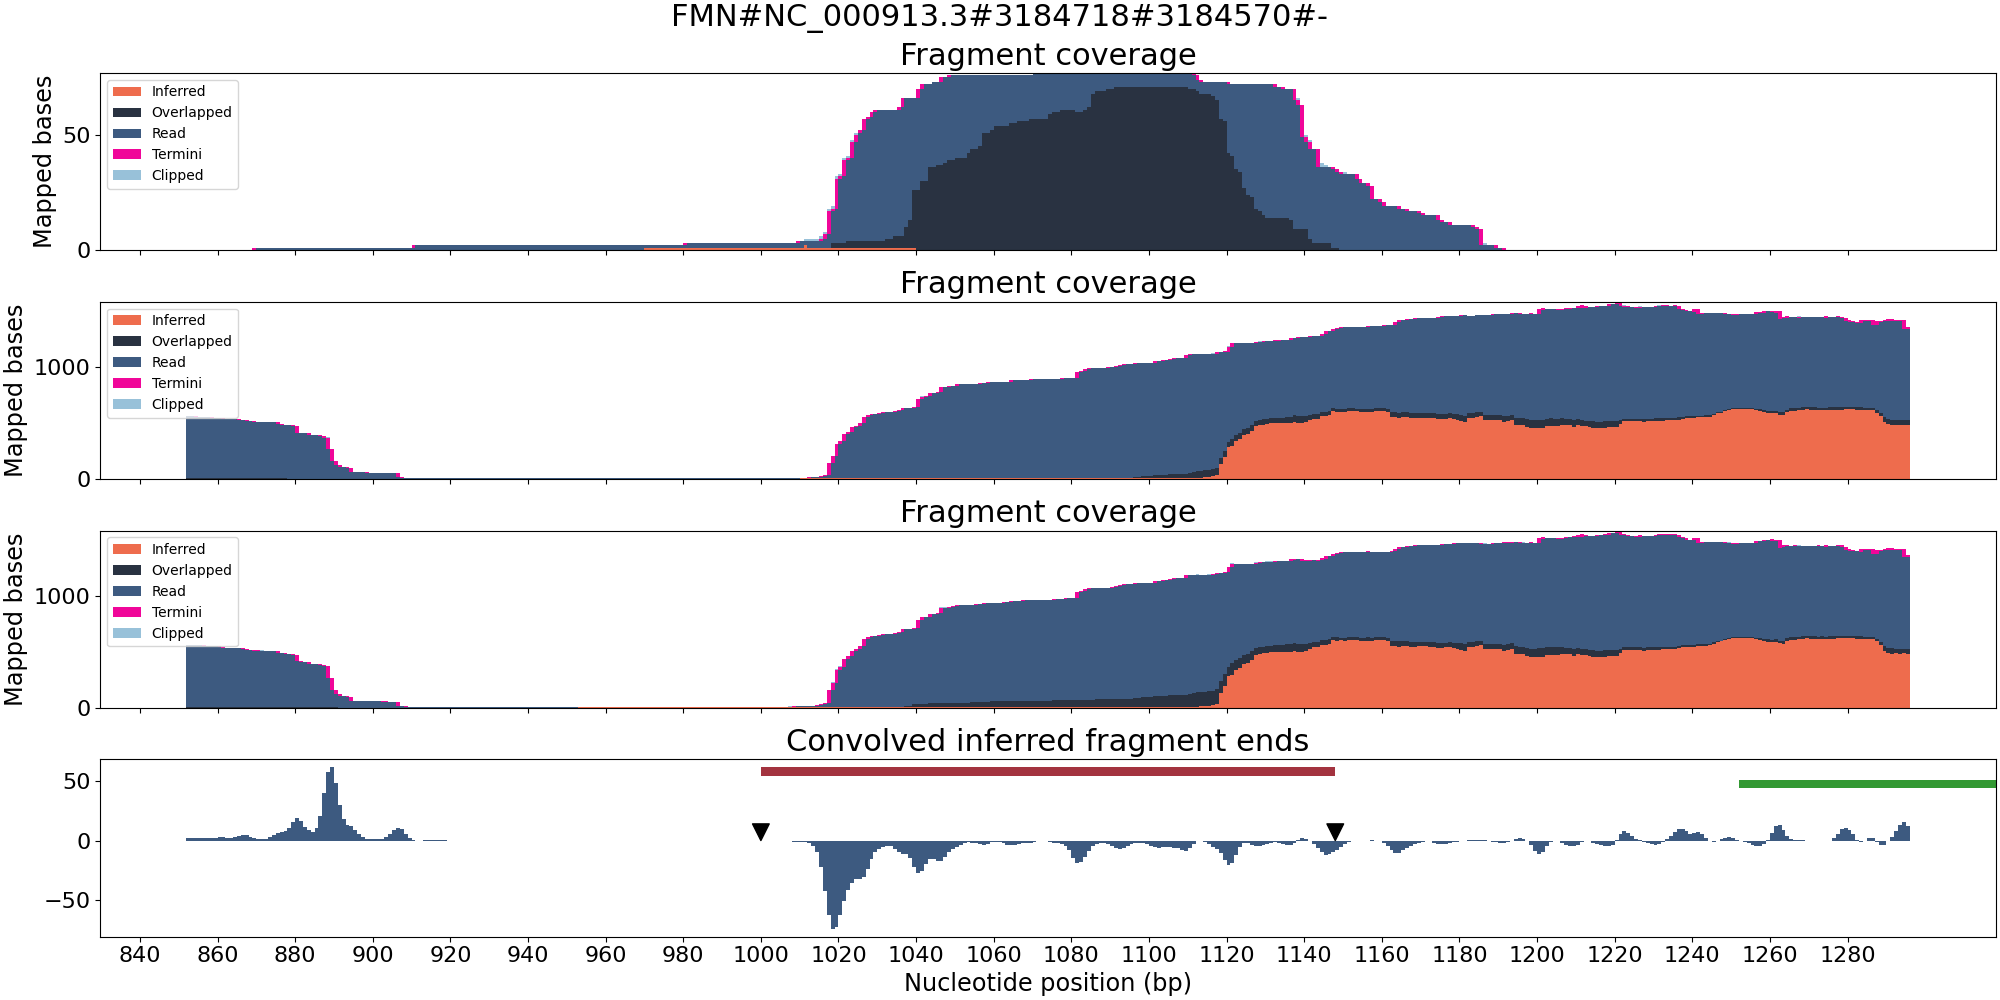 FMN#NC_000913.3#3184718#3184570#-
Fragment coverage
Mapped bases
50
0
Inferred
Overlapped
Read
Termini
Clipped
Fragment coverage
Mapped bases
1000
0
Inferred
Overlapped
Read
Termini
Clipped
Fragment coverage
Mapped bases
1000
0
Inferred
Overlapped
Read
Termini
Clipped
Convolved inferred fragment ends
50
0
−50
840 860 880 900 920 940 960 980 1000 1020 1040 1060 1080 1100 1120 1140 1160 1180 1200 1220 1240 1260 1280
Nucleotide position (bp)